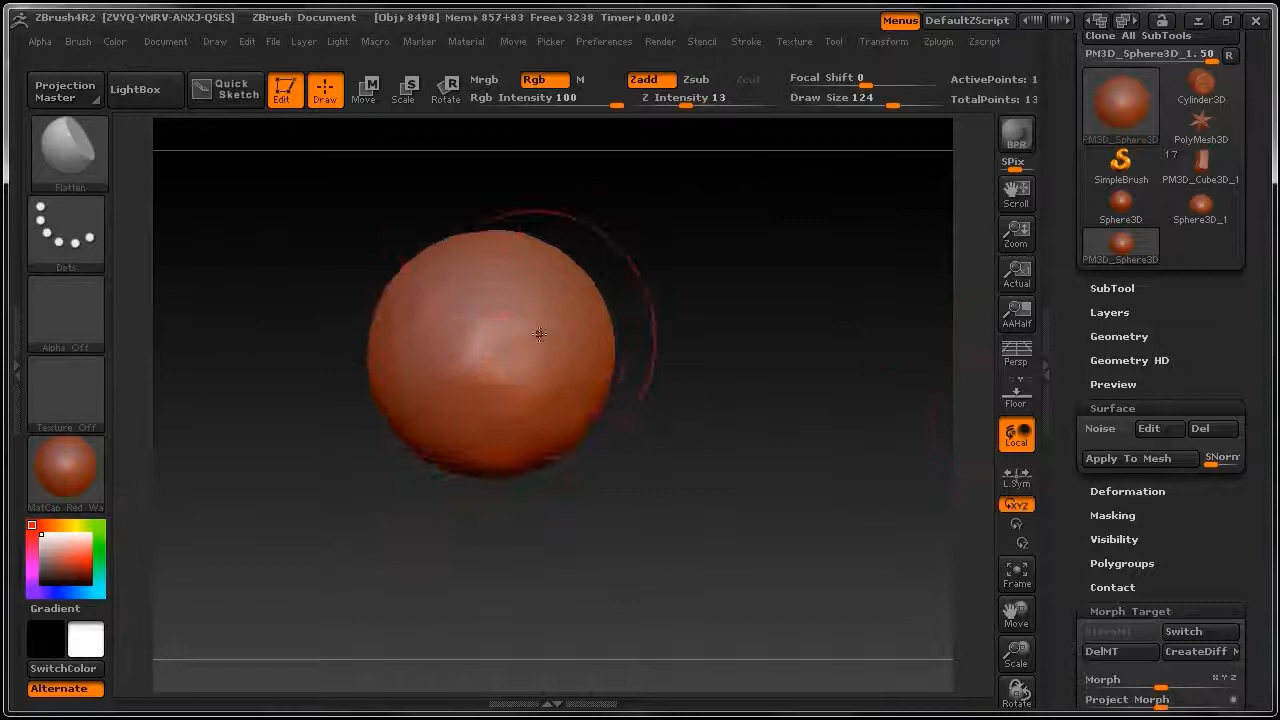 ZBrush4R2 [ZVYQ-YMRV-ANXJ-QSES] ZBrush Document [Obj▸8498] Mem▸857+83 Free▸3238 Timer▸0.002 Menus DefaultZScript
Alpha Brush Color Document Draw Edit File Layer Light Macro Marker Material Movie Picker Preferences Render Stencil Stroke Texture Tool Transform Zplugin Zscript
Clone All SubTools
PM3D_Sphere3D_1. 50 R
Projection Master
LightBox
Quick Sketch
Edit
Draw
Move
Scale
Rotate
Mrgb Rgb M
Rgb Intensity 100
Zadd Zsub Zcut
Z Intensity 13
Focal Shift 0
Draw Size 124
ActivePoints: 1
TotalPoints: 13
Flatten
Dots
Alpha Off
Texture Off
MatCap Red Wa
Gradient
SwitchColor
Alternate
BPR
SPix
Scroll
Zoom
Actual
AAHalf
Persp
Floor
Local
L.Sym
XYZ
Y
Z
Frame
Move
Scale
Rotate
PM3D_Sphere3D
Cylinder3D
PolyMesh3D
17
SimpleBrush
PM3D_Cube3D_1
Sphere3D
Sphere3D_1
PM3D_Sphere3D
SubTool
Layers
Geometry
Geometry HD
Preview
Surface
Noise Edit Del
Apply To Mesh SNorm
Deformation
Masking
Visibility
Polygroups
Contact
Morph Target
Switch
DelMT CreateDiff M
Morph X Y Z
Project Morph